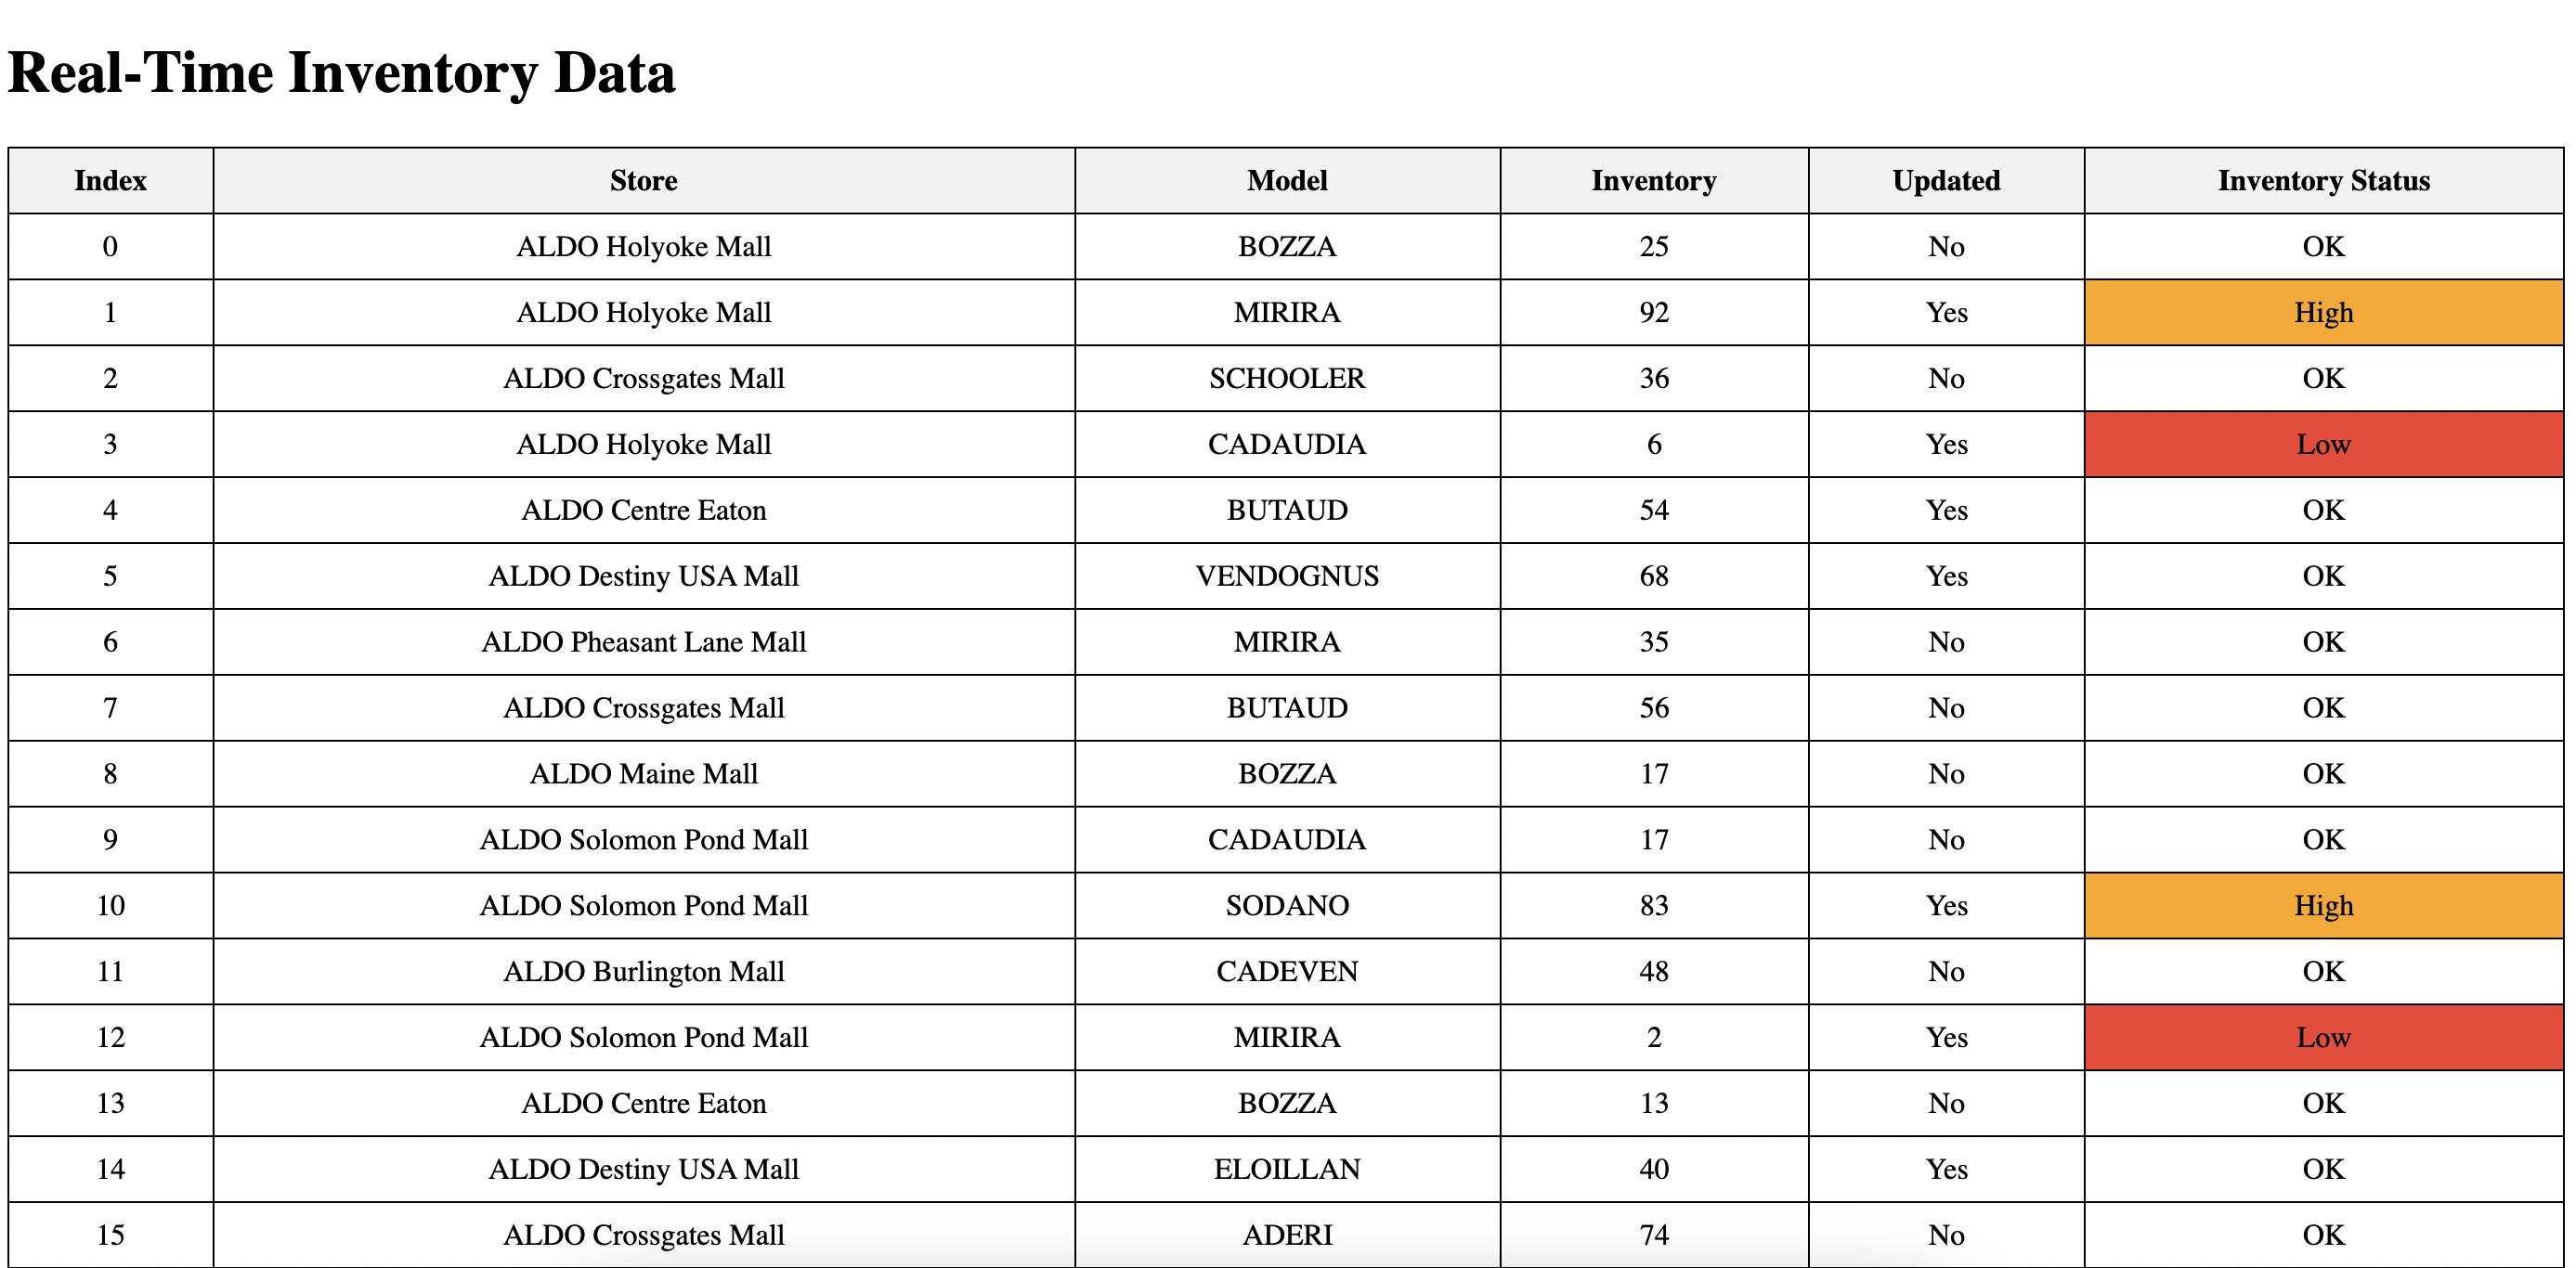 Real-Time Inventory Data
Index Store Model Inventory Updated Inventory Status
0 ALDO Holyoke Mall BOZZA 25 No OK
1 ALDO Holyoke Mall MIRIRA 92 Yes High
2 ALDO Crossgates Mall SCHOOLER 36 No OK
3 ALDO Holyoke Mall CADAUDIA 6 Yes Low
4 ALDO Centre Eaton BUTAUD 54 Yes OK
5 ALDO Destiny USA Mall VENDOGNUS 68 Yes OK
6 ALDO Pheasant Lane Mall MIRIRA 35 No OK
7 ALDO Crossgates Mall BUTAUD 56 No OK
8 ALDO Maine Mall BOZZA 17 No OK
9 ALDO Solomon Pond Mall CADAUDIA 17 No OK
10 ALDO Solomon Pond Mall SODANO 83 Yes High
11 ALDO Burlington Mall CADEVEN 48 No OK
12 ALDO Solomon Pond Mall MIRIRA 2 Yes Low
13 ALDO Centre Eaton BOZZA 13 No OK
14 ALDO Destiny USA Mall ELOILLAN 40 Yes OK
15 ALDO Crossgates Mall ADERI 74 No OK